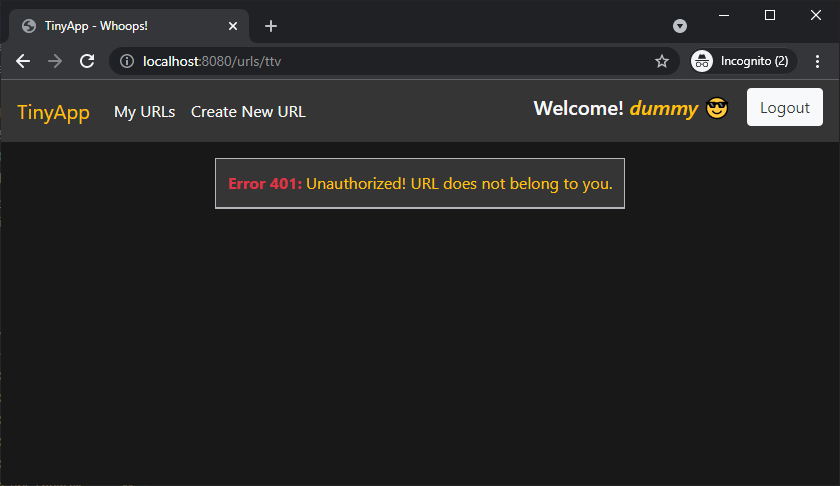 TinyApp - Whoops!
localhost:8080/urls/ttv
Incognito (2)
TinyApp My URLs Create New URL Welcome! dummy 😎 Logout
Error 401: Unauthorized! URL does not belong to you.